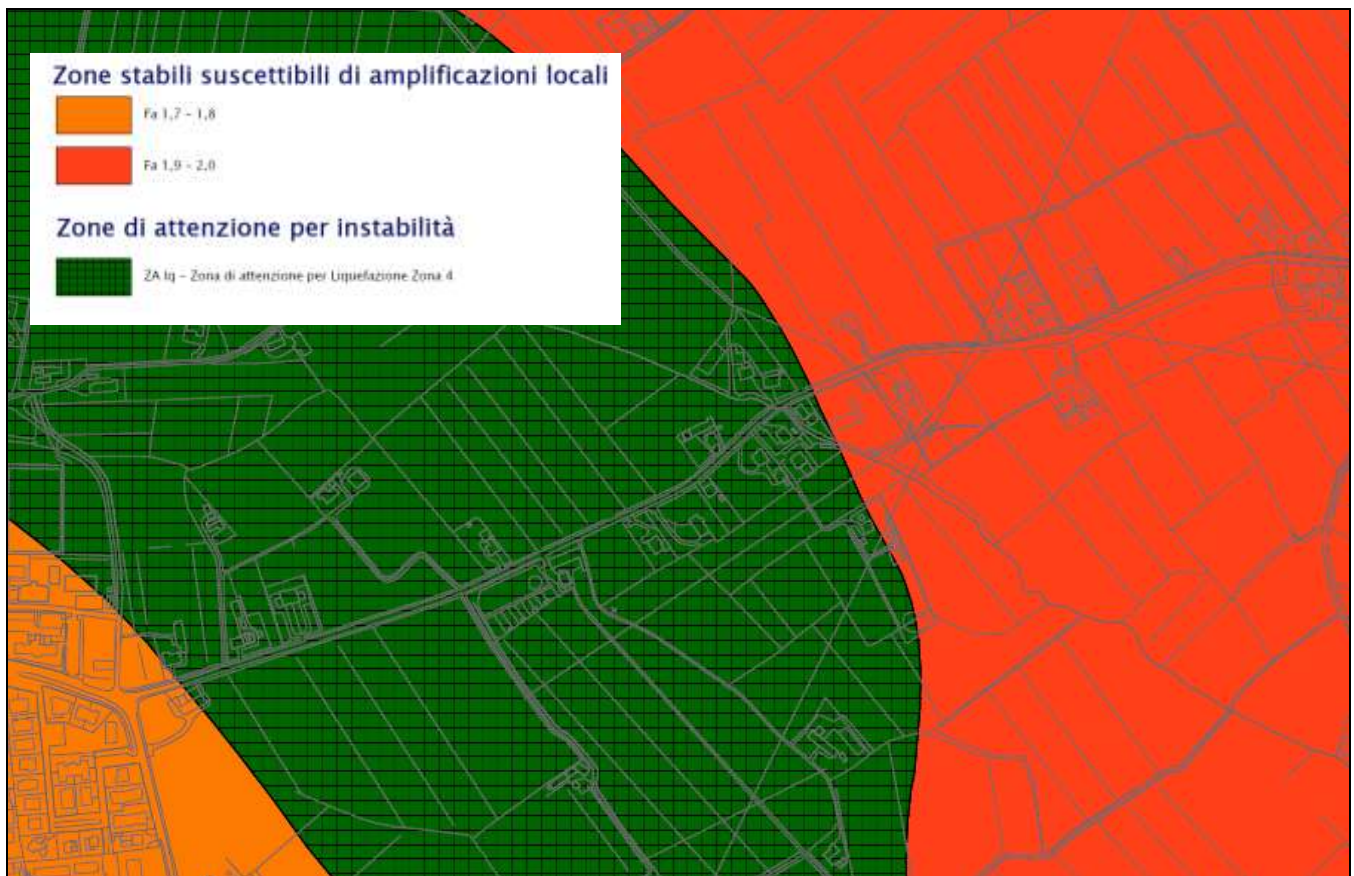 Zone stabili suscettibili di amplificazioni locali
Fa 1,7 - 1,8
Fa 1,9 - 2,0
Zone di attenzione per instabilità
ZA lq - Zona di attenzione per Liquefazione Zona 4